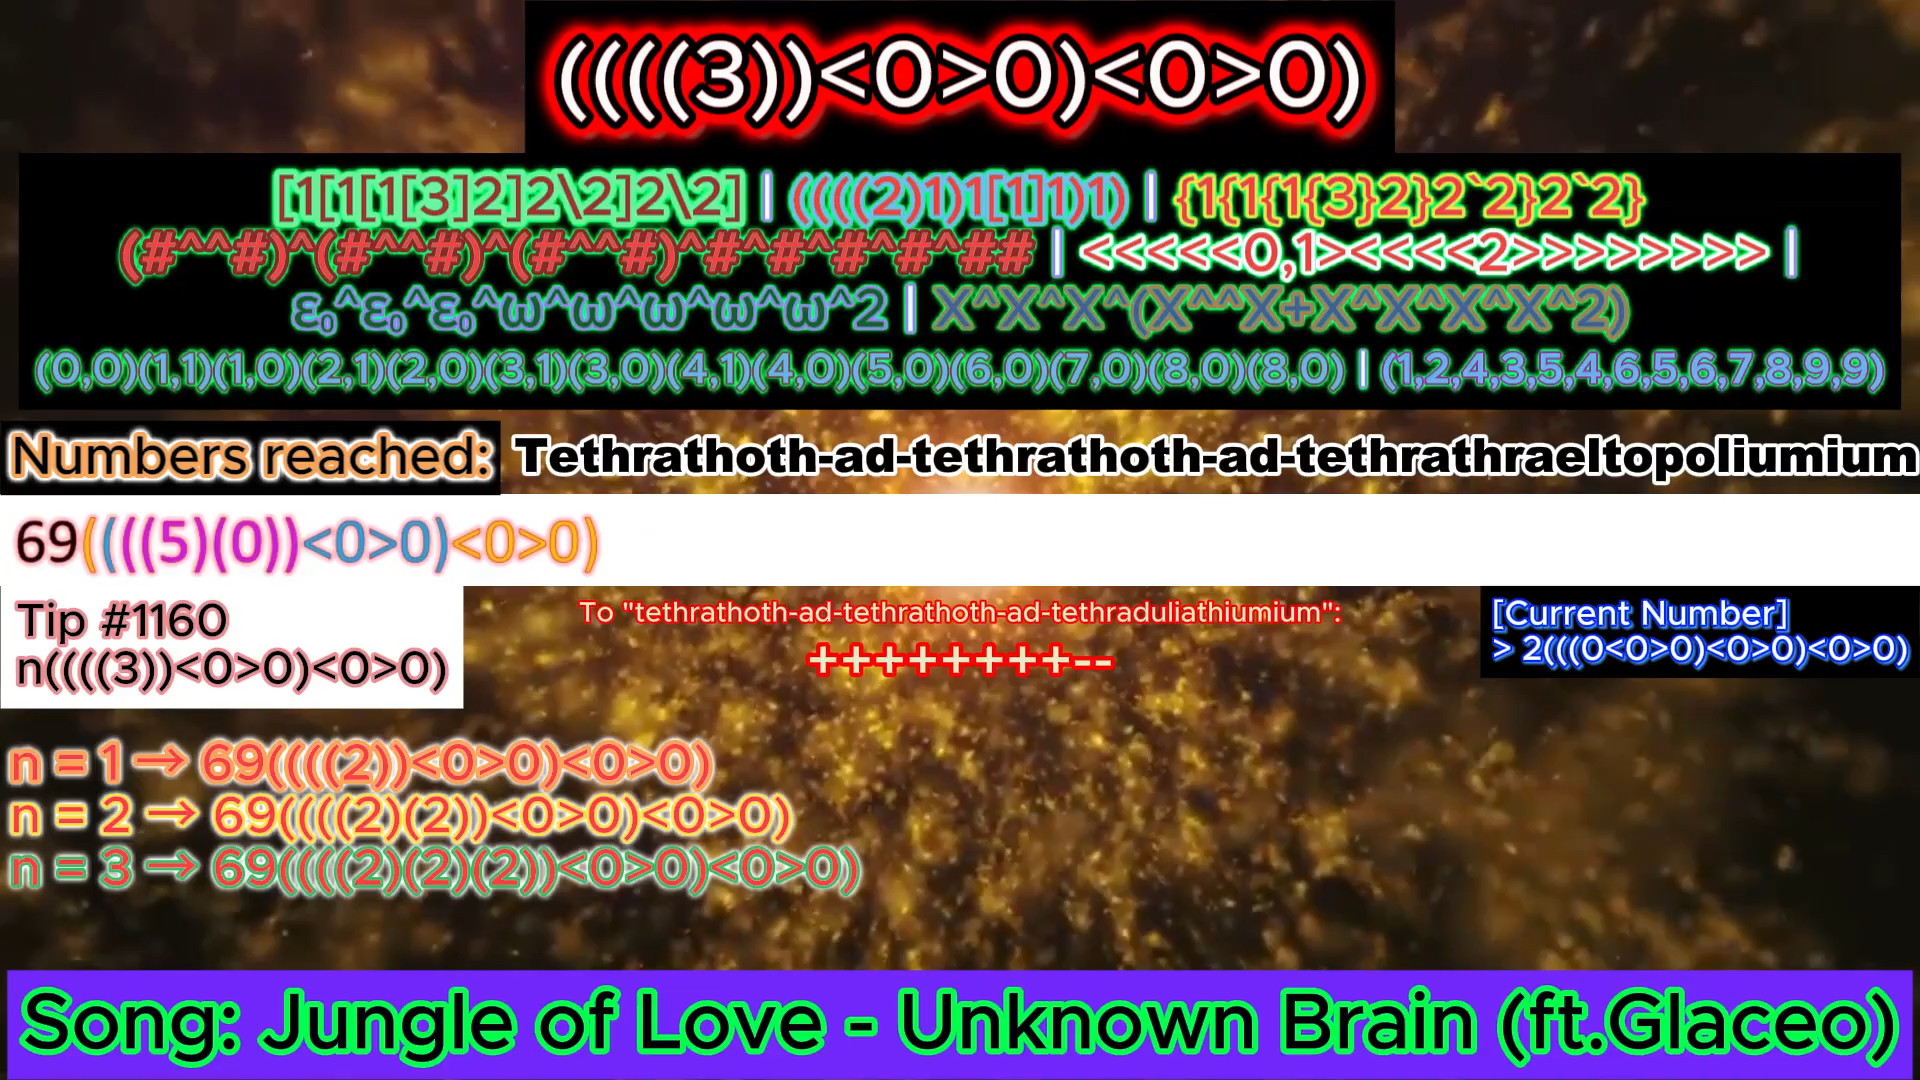 ((((3))<0>0)<0>0)
[1[1[1[3]2]2\2]2\2] | ((((2)1)1[1]1)1) | {1{1{1{3}2}2`2}2`2}
(#^^#)^(#^^#)^(#^^#)^#^#^#^#^## | <<<<<0,1><<<<2>>>>>>>> |
ε₀^ε₀^ε₀^ω^ω^ω^ω^ω^2 | X^X^X^(X^^X+X^X^X^X^2)
(0,0)(1,1)(1,0)(2,1)(2,0)(3,1)(3,0)(4,1)(4,0)(5,0)(6,0)(7,0)(8,0)(8,0) | (1,2,4,3,5,4,6,5,6,7,8,9,9)
Numbers reached: Tethrathoth-ad-tethrathoth-ad-tethrathraeltopoliumium
69((((5)(0))<0>0)<0>0)
Tip #1160
n((((3))<0>0)<0>0)
To "tethrathoth-ad-tethrathoth-ad-tethraduliathiumium":
++++++++--
[Current Number]
> 2(((0<0>0)<0>0)<0>0)
n = 1 → 69((((2))<0>0)<0>0)
n = 2 → 69((((2)(2))<0>0)<0>0)
n = 3 → 69((((2)(2)(2))<0>0)<0>0)
Song: Jungle of Love - Unknown Brain (ft.Glaceo)